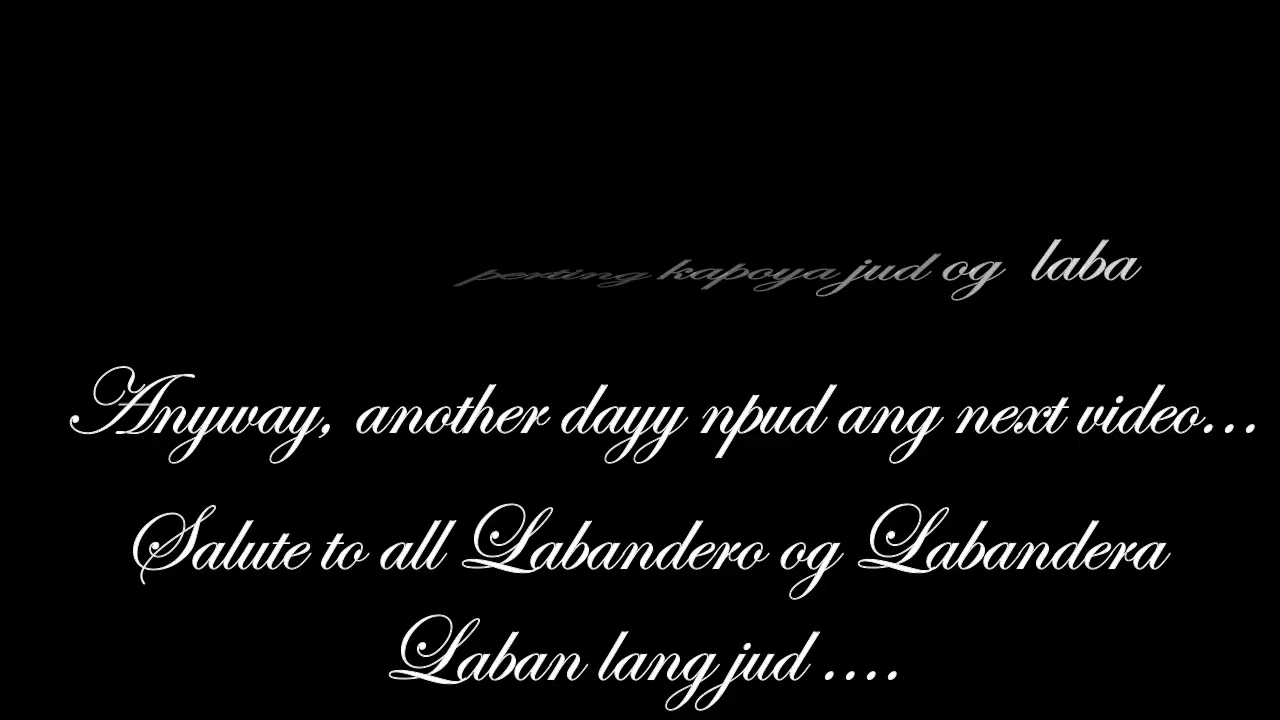 perting kapoya jud og laba
Anyway, another dayy npud ang next video...
Salute to all Labandero og Labandera
Laban lang jud ....